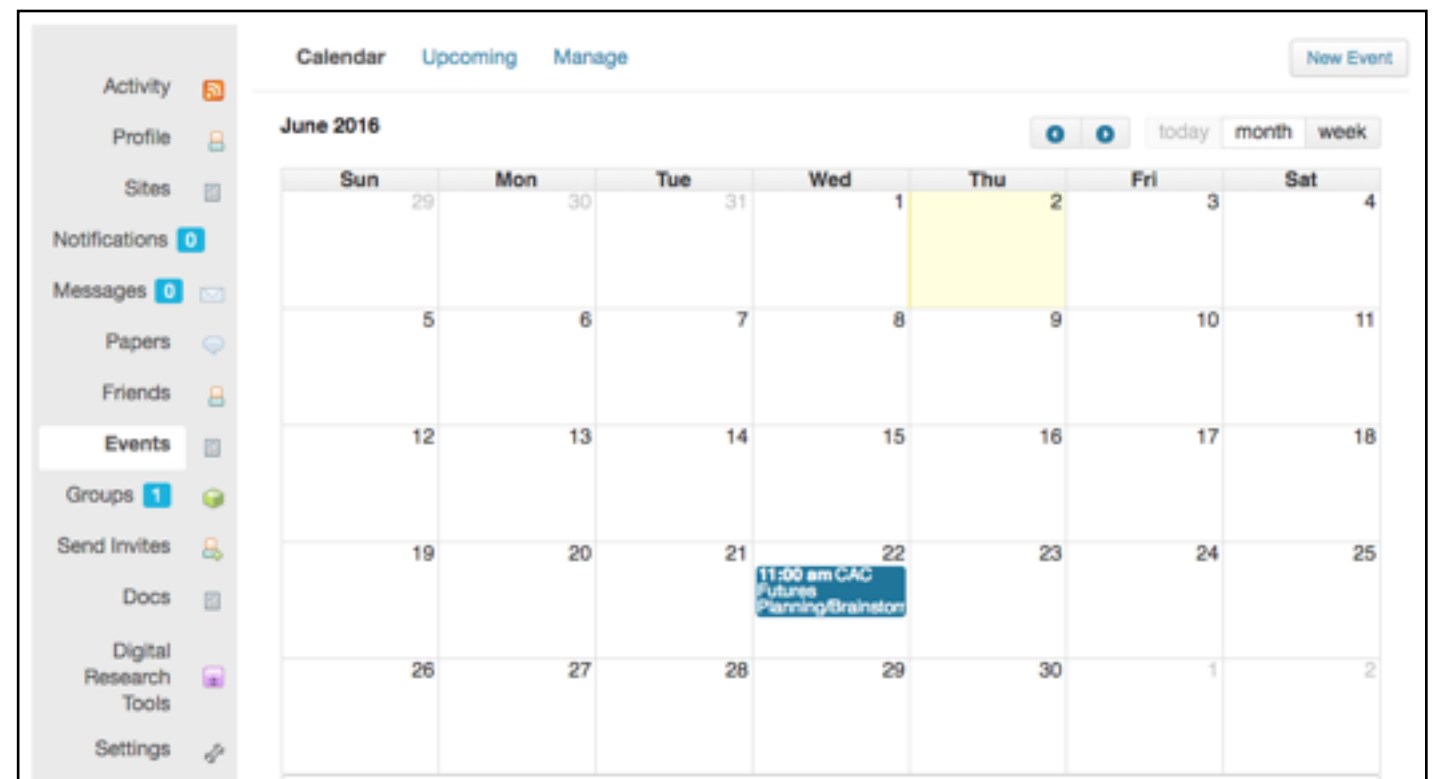 Calendar Upcoming Manage New Event
Activity
Profile
Sites
Notifications 0
Messages 0
Papers
Friends
Events
Groups 1
Send Invites
Docs
Digital
Research
Tools
Settings
June 2016 today month week
Sun Mon Tue Wed Thu Fri Sat
29 30 31 1 2 3 4
5 6 7 8 9 10 11
12 13 14 15 16 17 18
19 20 21 22 23 24 25
11:00 am CAC
Futures
Planning/Brainstorm
26 27 28 29 30 1 2